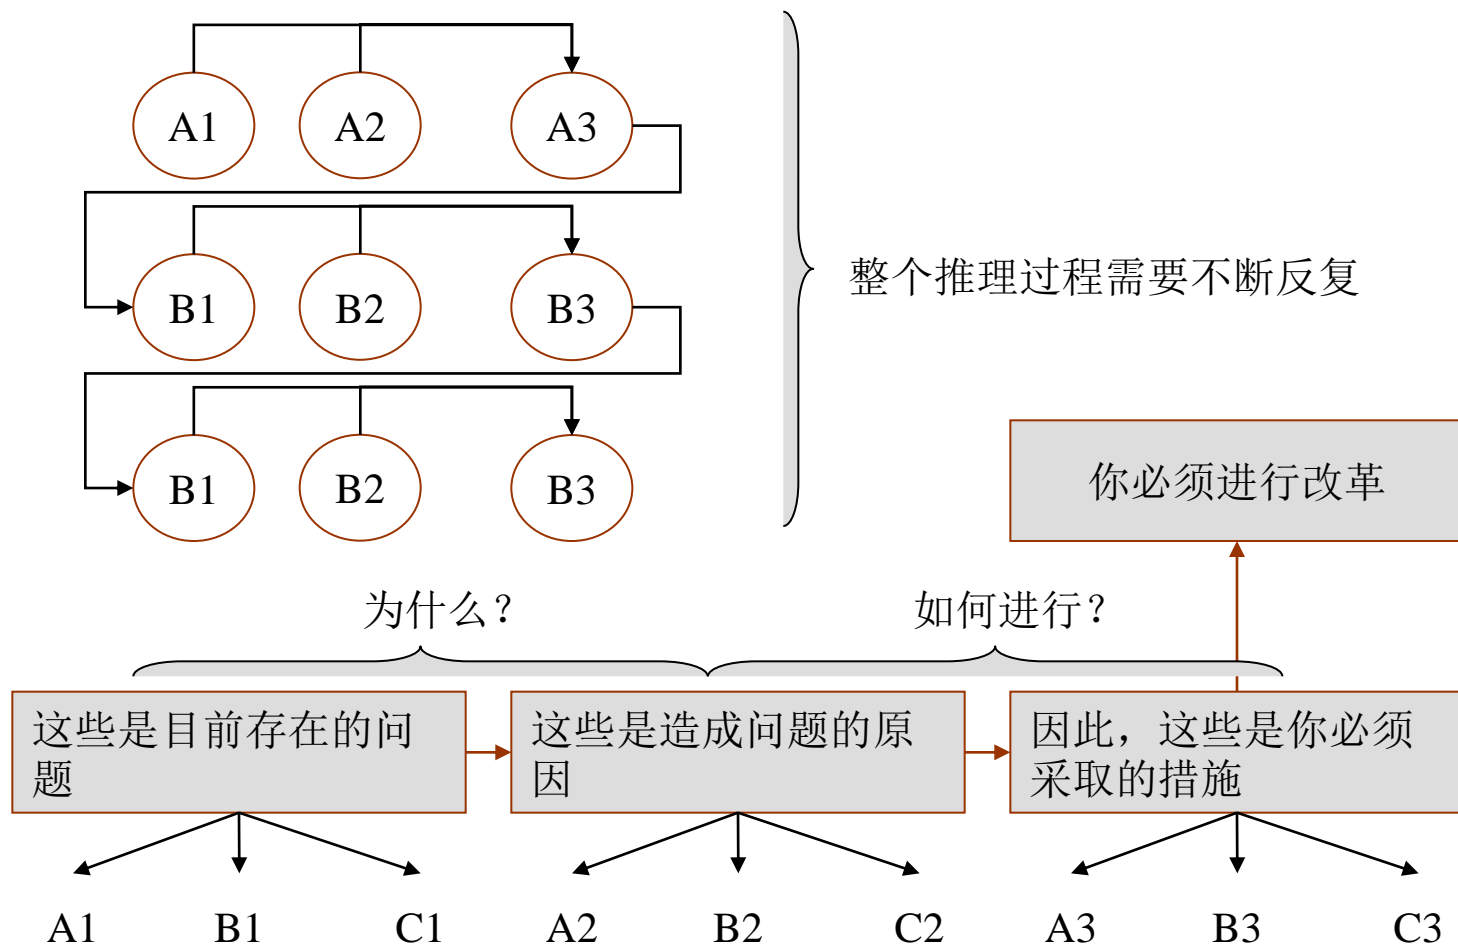 A1 A2 A3
B1 B2 B3
整个推理过程需要不断反复
B1 B2 B3
你必须进行改革
为什么？ 如何进行？
这些是目前存在的问
题
这些是造成问题的原
因
因此，这些是你必须
采取的措施
A1 B1 C1 A2 B2 C2 A3 B3 C3